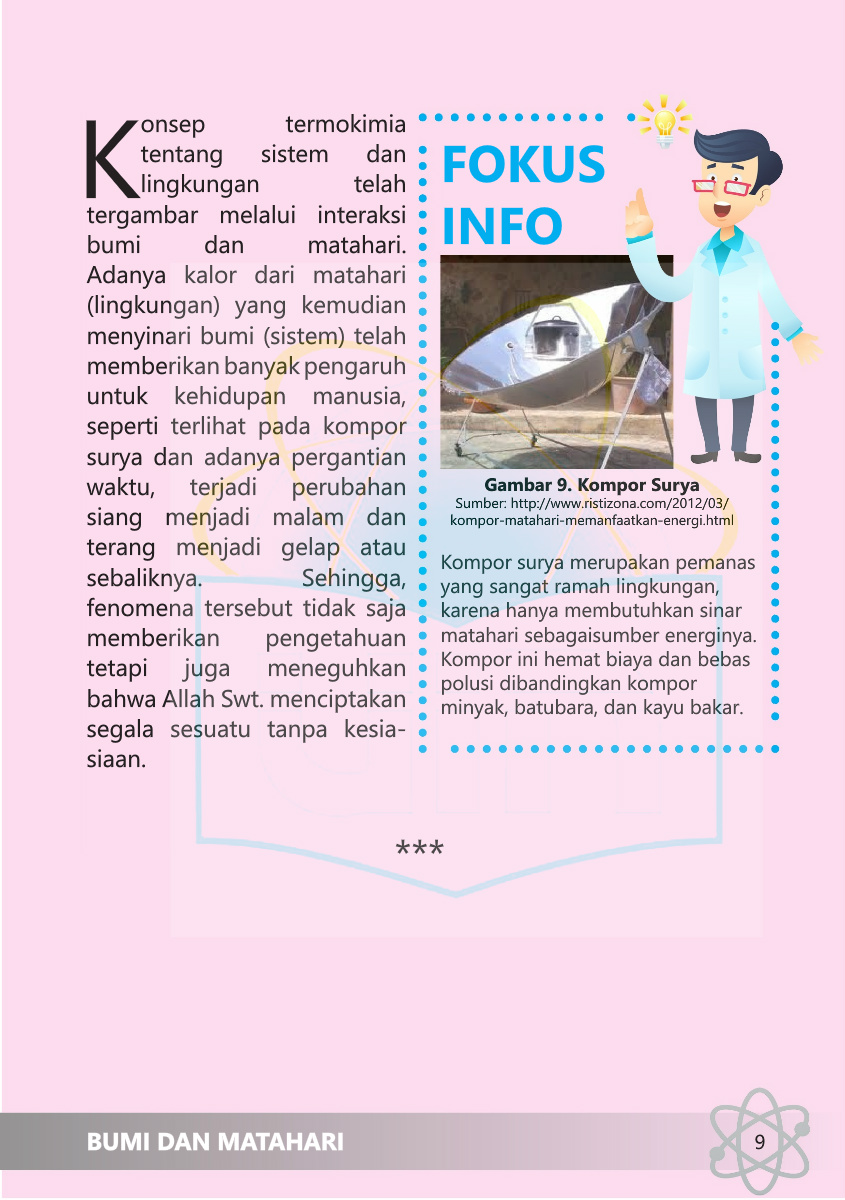 Konsep termokimia
tentang sistem dan
lingkungan telah
tergambar melalui interaksi
bumi dan matahari.
Adanya kalor dari matahari
(lingkungan) yang kemudian
menyinari bumi (sistem) telah
memberikan banyak pengaruh
untuk kehidupan manusia,
seperti terlihat pada kompor
surya dan adanya pergantian
waktu, terjadi perubahan
siang menjadi malam dan
terang menjadi gelap atau
sebaliknya. Sehingga,
fenomena tersebut tidak saja
memberikan pengetahuan
tetapi juga meneguhkan
bahwa Allah Swt. menciptakan
segala sesuatu tanpa kesia-
siaan.
FOKUS
INFO
Gambar 9. Kompor Surya
Sumber: http://www.ristizona.com/2012/03/
kompor-matahari-memanfaatkan-energi.html
Kompor surya merupakan pemanas
yang sangat ramah lingkungan,
karena hanya membutuhkan sinar
matahari sebagaisumber energinya.
Kompor ini hemat biaya dan bebas
polusi dibandingkan kompor
minyak, batubara, dan kayu bakar.
***
BUMI DAN MATAHARI
9